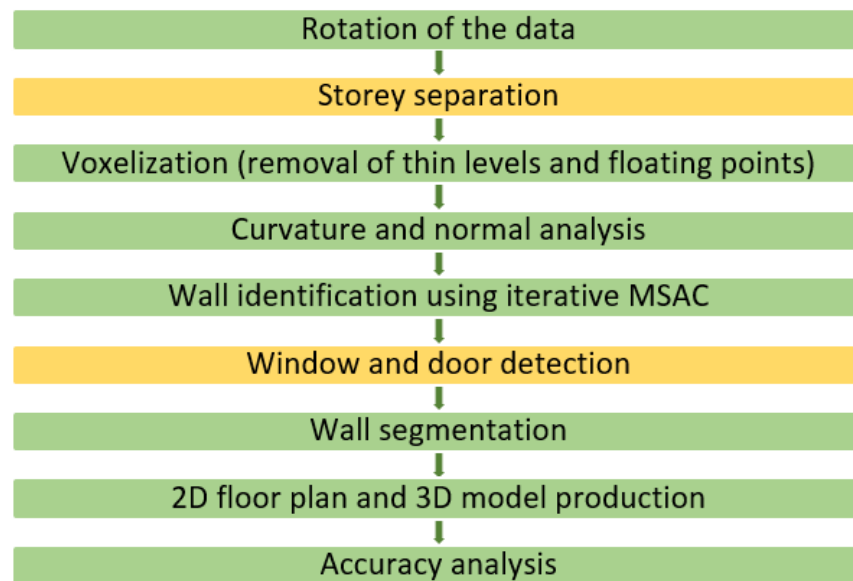 Rotation of the data
Storey separation
Voxelization (removal of thin levels and floating points)
Curvature and normal analysis
Wall identification using iterative MSAC
Window and door detection
Wall segmentation
2D floor plan and 3D model production
Accuracy analysis